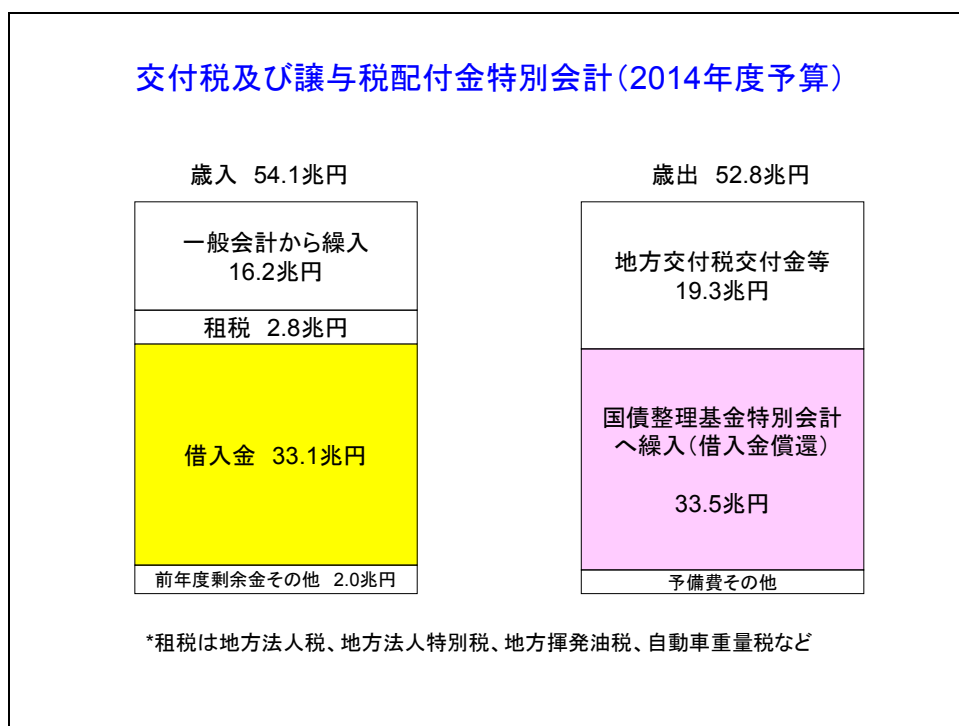 交付税及び譲与税配付金特別会計（2014年度予算）
歳入 54.1兆円
一般会計から繰入
16.2兆円
租税 2.8兆円
借入金 33.1兆円
前年度剰余金その他 2.0兆円
歳出 52.8兆円
地方交付税交付金等
19.3兆円
国債整理基金特別会計
へ繰入（借入金償還）
33.5兆円
予備費その他
*租税は地方法人税、地方法人特別税、地方揮発油税、自動車重量税など